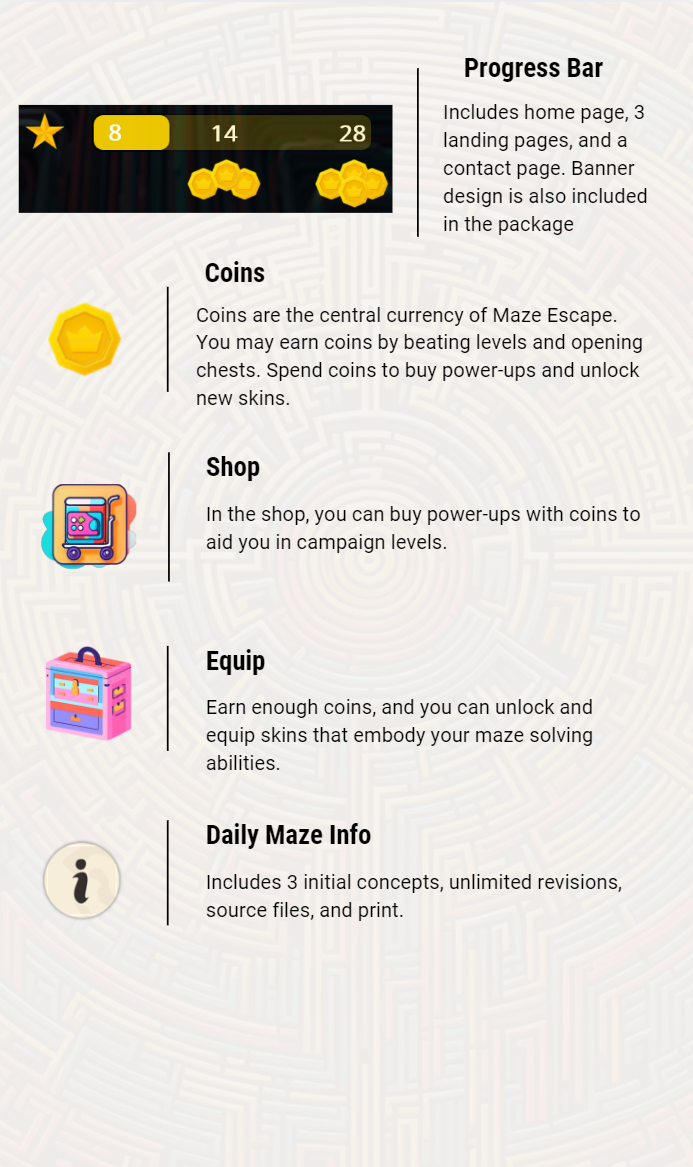 Progress Bar
8 14 28
Includes home page, 3
landing pages, and a
contact page. Banner
design is also included
in the package
Coins
Coins are the central currency of Maze Escape.
You may earn coins by beating levels and opening
chests. Spend coins to buy power-ups and unlock
new skins.
Shop
In the shop, you can buy power-ups with coins to
aid you in campaign levels.
Equip
Earn enough coins, and you can unlock and
equip skins that embody your maze solving
abilities.
i
Daily Maze Info
Includes 3 initial concepts, unlimited revisions,
source files, and print.